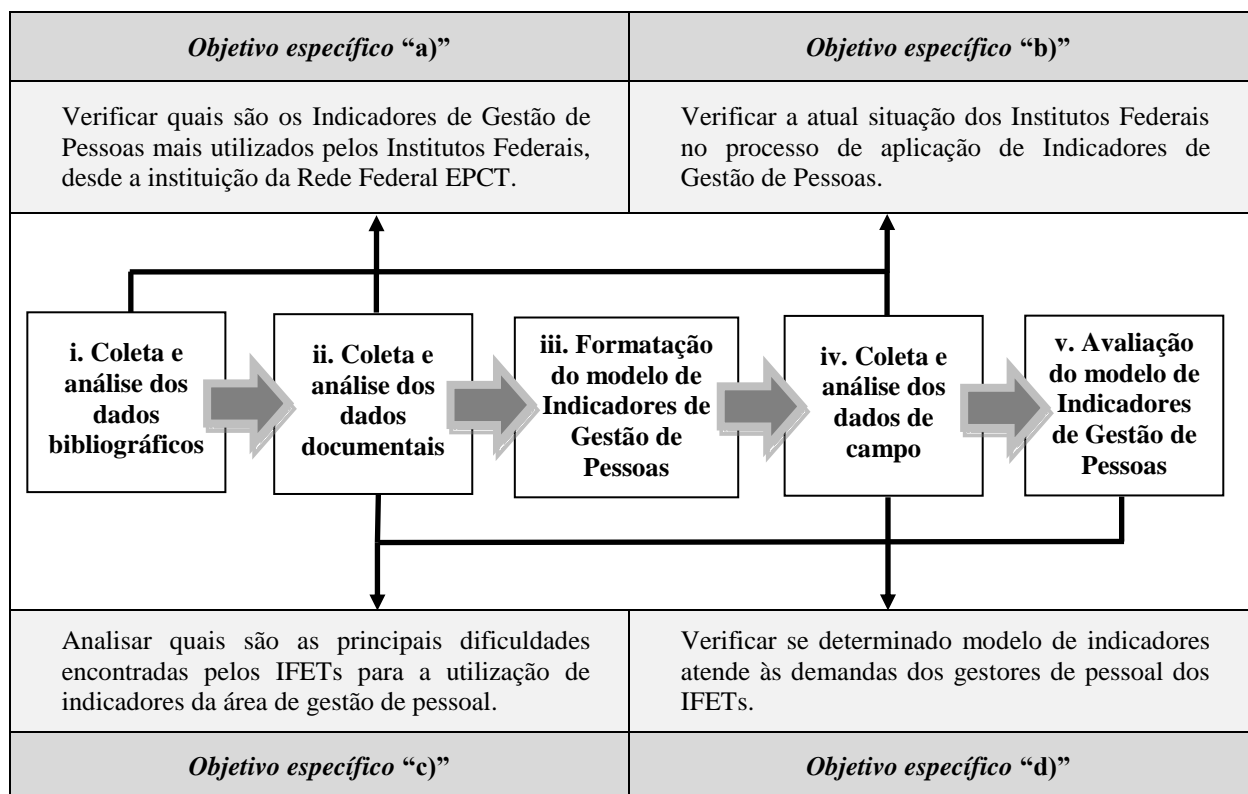 Objetivo específico “a)”
Objetivo específico “b)”
Verificar quais são os Indicadores de Gestão de
Pessoas mais utilizados pelos Institutos Federais,
desde a instituição da Rede Federal EPCT.
Verificar a atual situação dos Institutos Federais
no processo de aplicação de Indicadores de
Gestão de Pessoas.
i. Coleta e
análise dos
dados
bibliográficos
ii. Coleta e
análise dos
dados
documentais
iii. Formatação
do modelo de
Indicadores de
Gestão de
Pessoas
iv. Coleta e
análise dos
dados de
campo
v. Avaliação
do modelo de
Indicadores
de Gestão de
Pessoas
Analisar quais são as principais dificuldades
encontradas pelos IFETs para a utilização de
indicadores da área de gestão de pessoal.
Verificar se determinado modelo de indicadores
atende às demandas dos gestores de pessoal dos
IFETs.
Objetivo específico “c)”
Objetivo específico “d)”